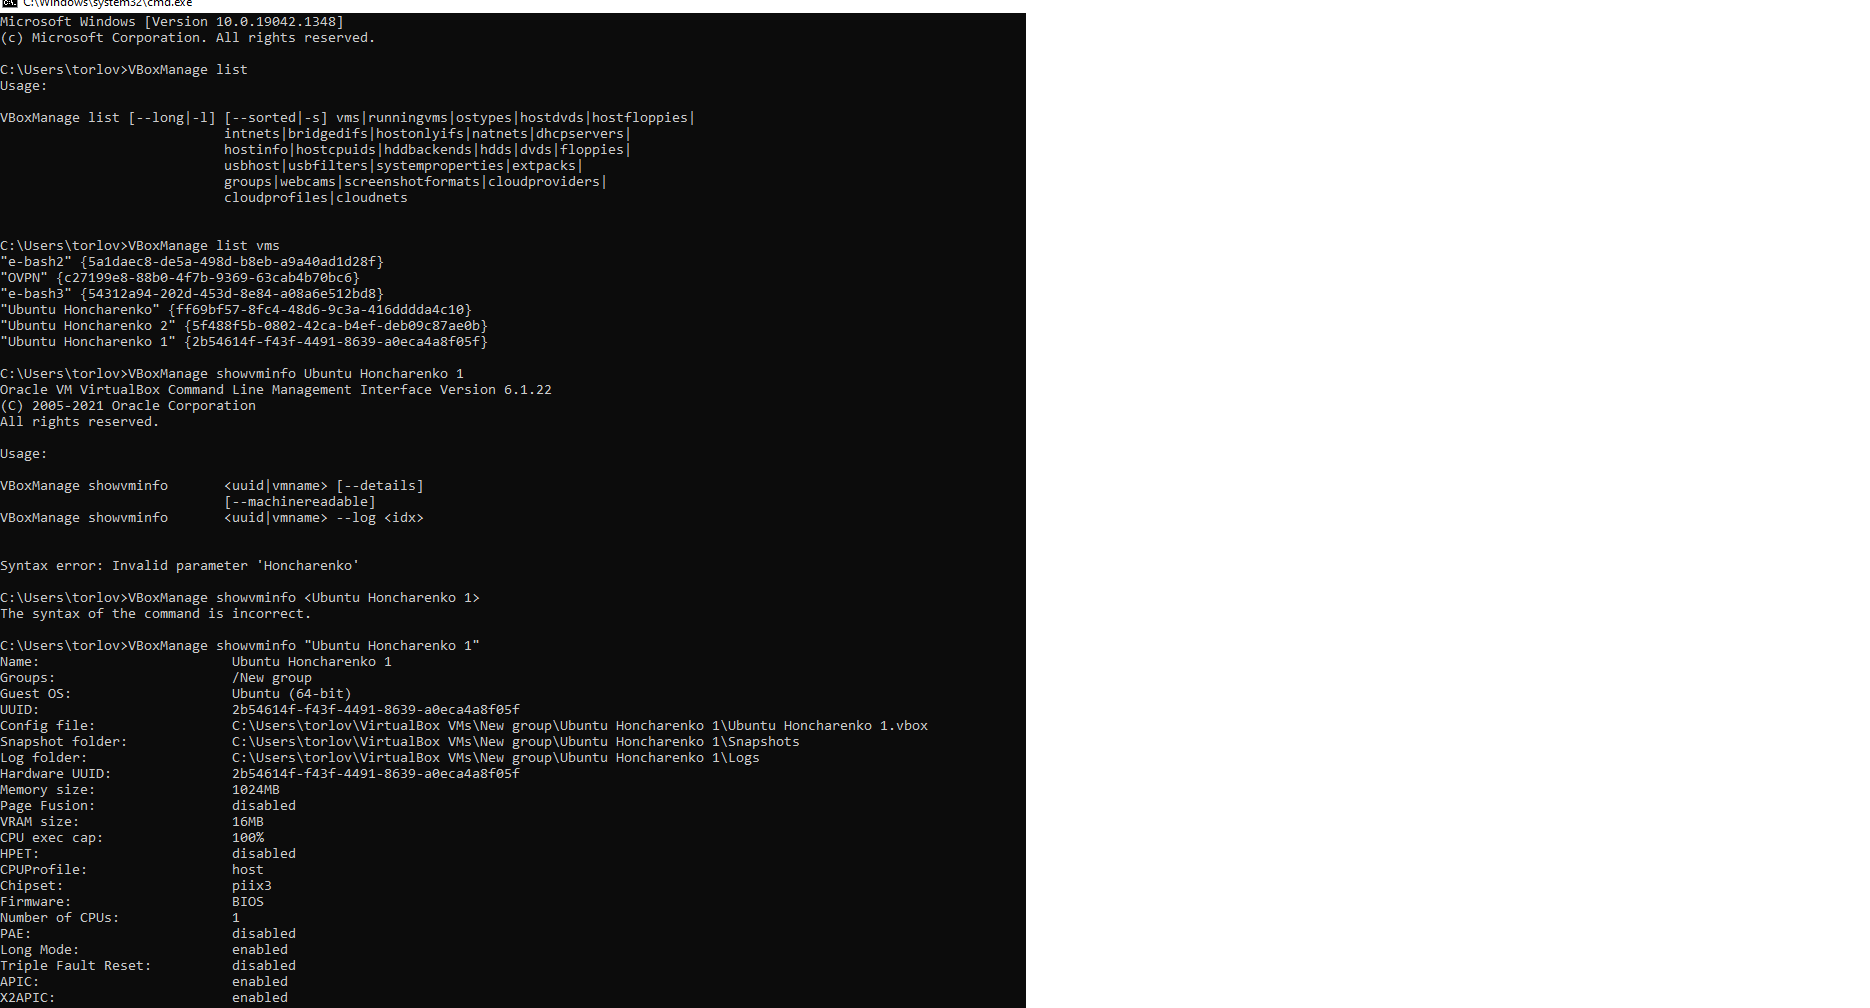 C:\Windows\system32\cmd.exe
Microsoft Windows [Version 10.0.19042.1348]
(c) Microsoft Corporation. All rights reserved.
C:\Users\torlov>VBoxManage list
Usage:
VBoxManage list [--long|-l] [--sorted|-s] vms|runningvms|ostypes|hostdvds|hostfloppies|
intnets|bridgedifs|hostonlyifs|natnets|dhcpservers|
hostinfo|hostcpuids|hddbackends|hdds|dvds|floppies|
usbhost|usbfilters|systemproperties|extpacks|
groups|webcams|screenshotformats|cloudproviders|
cloudprofiles|cloudnets
C:\Users\torlov>VBoxManage list vms
"e-bash2" {5a1daec8-de5a-498d-b8eb-a9a40ad1d28f}
"OVPN" {c27199e8-88b0-4f7b-9369-63cab4b70bc6}
"e-bash3" {54312a94-202d-453d-8e84-a08a6e512bd8}
"Ubuntu Honcharenko" {ff69bf57-8fc4-48d6-9c3a-416dddda4c10}
"Ubuntu Honcharenko 2" {5f488f5b-0802-42ca-b4ef-deb09c87ae0b}
"Ubuntu Honcharenko 1" {2b54614f-f43f-4491-8639-a0eca4a8f05f}
C:\Users\torlov>VBoxManage showvminfo Ubuntu Honcharenko 1
Oracle VM VirtualBox Command Line Management Interface Version 6.1.22
(C) 2005-2021 Oracle Corporation
All rights reserved.
Usage:
VBoxManage showvminfo       <uuid|vmname> [--details]
[--machinereadable]
VBoxManage showvminfo       <uuid|vmname> --log <idx>
Syntax error: Invalid parameter 'Honcharenko'
C:\Users\torlov>VBoxManage showvminfo <Ubuntu Honcharenko 1>
The syntax of the command is incorrect.
C:\Users\torlov>VBoxManage showvminfo "Ubuntu Honcharenko 1"
Name:                        Ubuntu Honcharenko 1
Groups:                      /New group
Guest OS:                    Ubuntu (64-bit)
UUID:                        2b54614f-f43f-4491-8639-a0eca4a8f05f
Config file:                 C:\Users\torlov\VirtualBox VMs\New group\Ubuntu Honcharenko 1\Ubuntu Honcharenko 1.vbox
Snapshot folder:             C:\Users\torlov\VirtualBox VMs\New group\Ubuntu Honcharenko 1\Snapshots
Log folder:                  C:\Users\torlov\VirtualBox VMs\New group\Ubuntu Honcharenko 1\Logs
Hardware UUID:               2b54614f-f43f-4491-8639-a0eca4a8f05f
Memory size:                 1024MB
Page Fusion:                 disabled
VRAM size:                   16MB
CPU exec cap:                100%
HPET:                        disabled
CPUProfile:                  host
Chipset:                     piix3
Firmware:                    BIOS
Number of CPUs:              1
PAE:                         disabled
Long Mode:                   enabled
Triple Fault Reset:          disabled
APIC:                        enabled
X2APIC:                      enabled